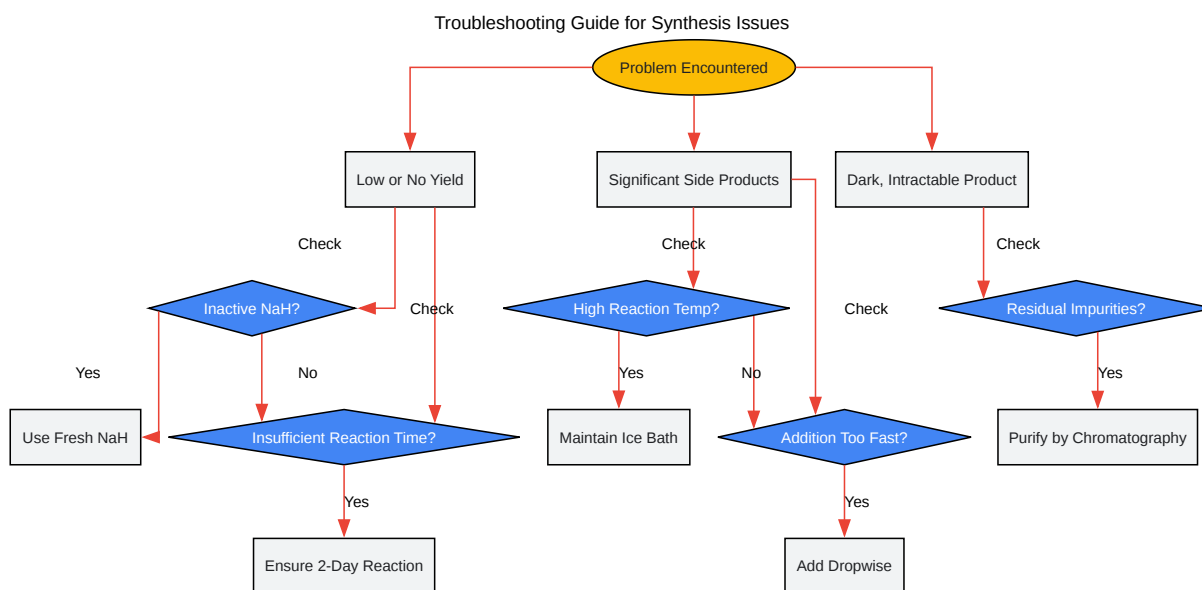 Troubleshooting Guide for Synthesis Issues
Problem Encountered
Low or No Yield
Significant Side Products
Dark, Intractable Product
Check
Check
Check
Inactive NaH?
Check
High Reaction Temp?
Check
Residual Impurities?
Yes
No
Yes
No
Yes
Use Fresh NaH
Insufficient Reaction Time?
Maintain Ice Bath
Addition Too Fast?
Purify by Chromatography
Yes
Yes
Ensure 2-Day Reaction
Add Dropwise